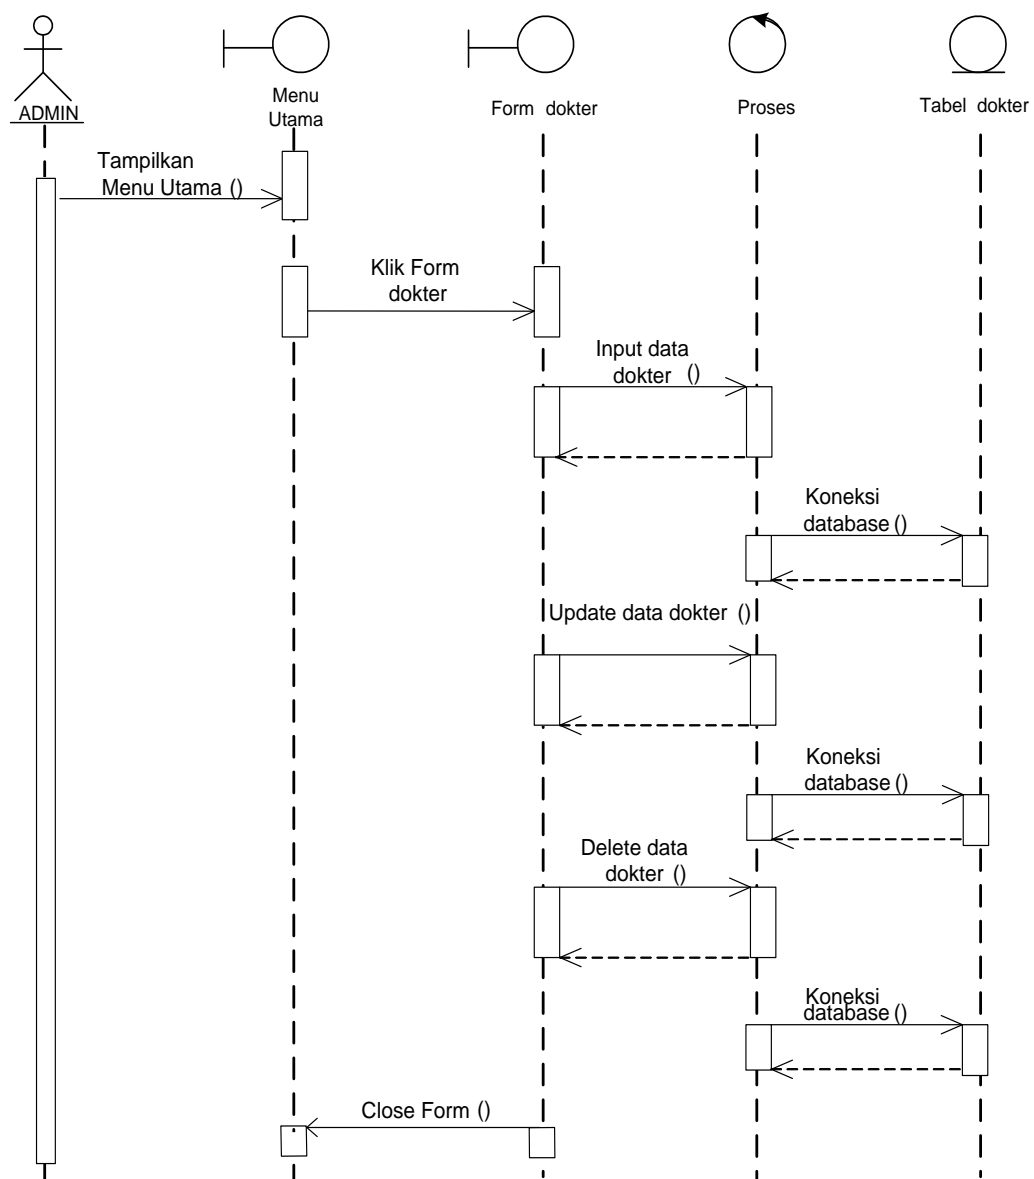 ADMIN
Menu
Utama
Form dokter
Proses
Tabel dokter
Tampilkan
Menu Utama ()
Klik Form
dokter
Input data
dokter ()
Koneksi
database ()
Update data dokter ()
Koneksi
database ()
Delete data
dokter ()
Koneksi
database ()
Close Form ()